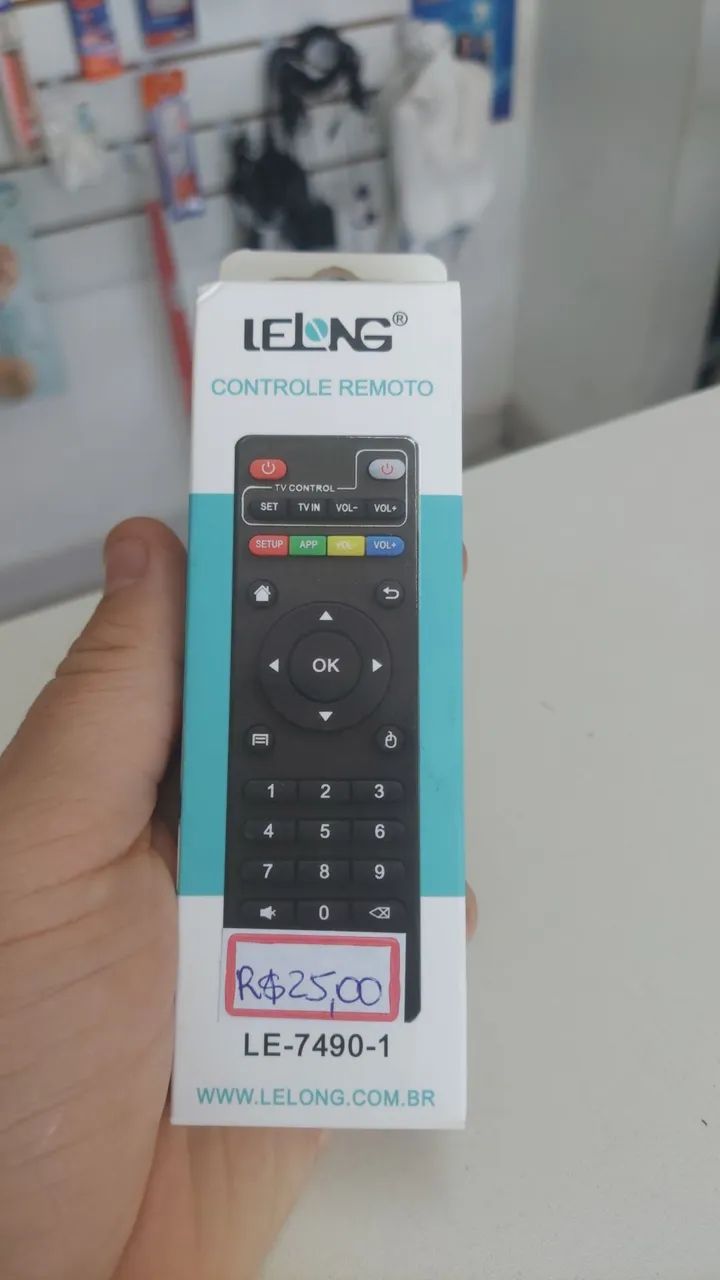 LELONG®
CONTROLE REMOTO
TV CONTROL
SET TV IN VOL- VOL+
SETUP APP VOL- VOL+
OK
1 2 3
4 5 6
7 8 9
0
R$25,00
LE-7490-1
WWW.LELONG.COM.BR